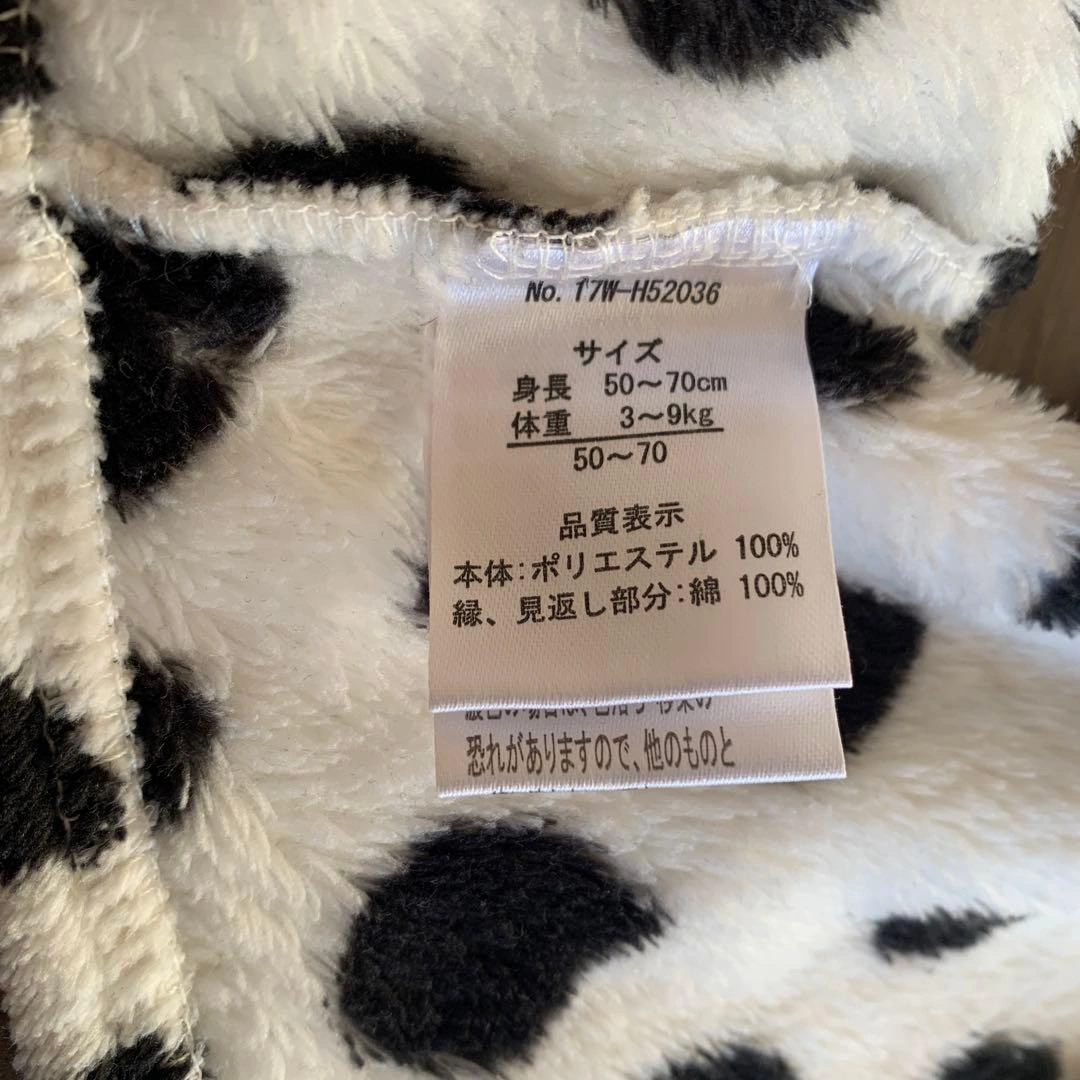 No. 17W-H52036
サイズ
身長 50～70cm
体重 3～9kg
50～70
品質表示
本体:ポリエステル 100%
縁、見返し部分:綿 100%
恐れがありますので、他のものと